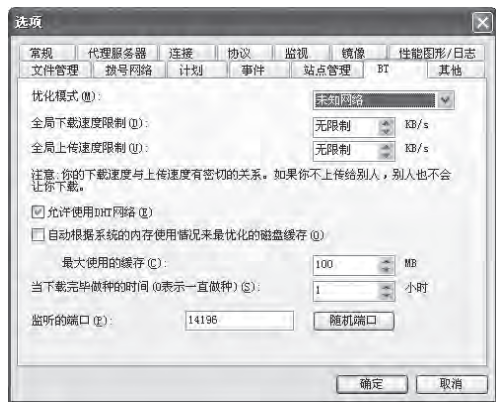 选项
常规 代理服务器 连接 协议 监视 镜像 性能图形/日志
文件管理 拨号网络 计划 事件 站点管理 BT 其他
优化模式(M): 未知网络
全局下载速度限制(D): 无限制 KB/s
全局上传速度限制(U): 无限制 KB/s
注意:你的下载速度与上传速度有密切的关系。如果你不上传给别人,别人也不会
让你下载。
允许使用DHT网络(E)
自动根据系统的内存使用情况来最优化的磁盘缓存(O)
最大使用的缓存(C): 100 MB
当下载完毕做种的时间(0表示一直做种)(S): 1 小时
监听的端口(P): 14196 随机端口
确定 取消